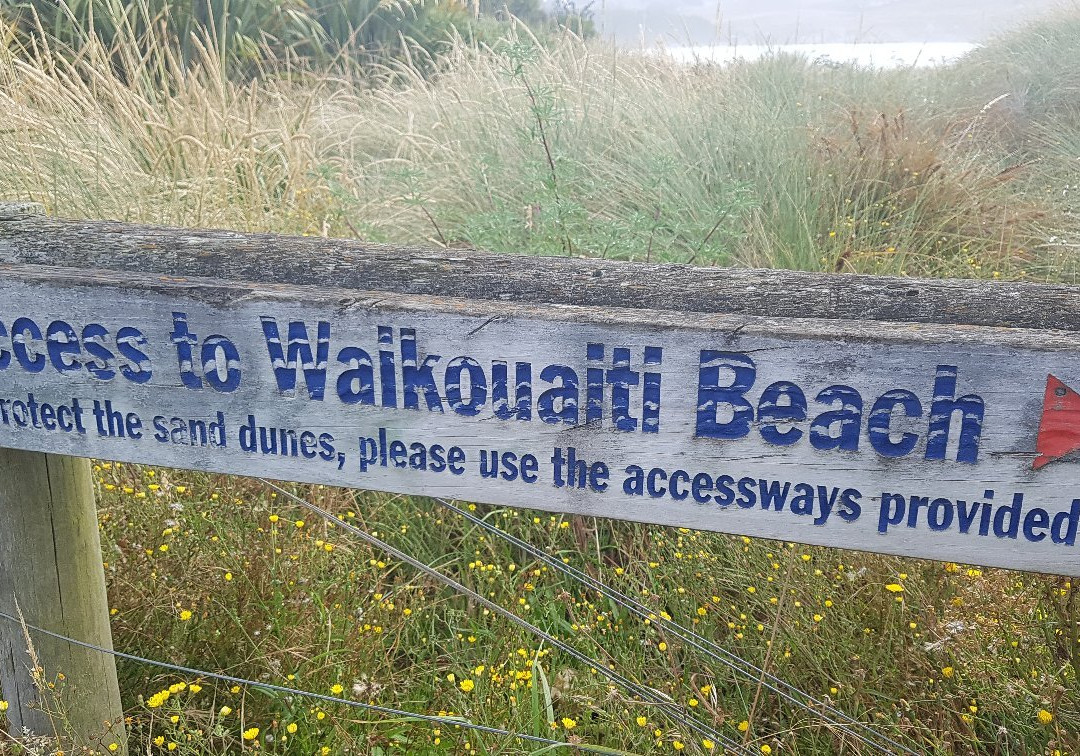 ccess to Waikouaiti Beach
rotect the sand dunes, please use the accessways provided